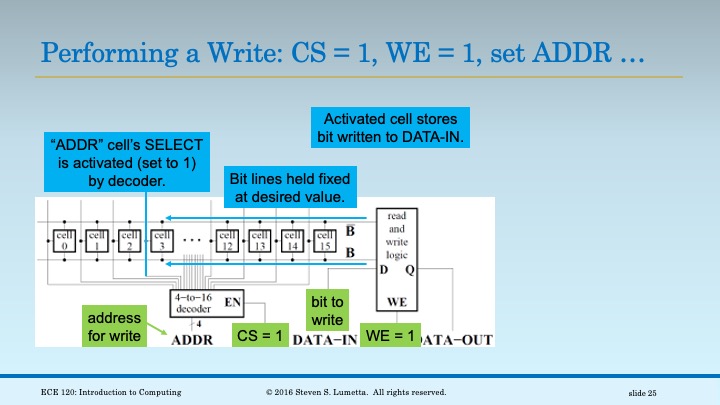 Performing a Write: CS = 1, WE = 1, set ADDR …
Activated cell stores
bit written to DATA-IN.
“ADDR” cell’s SELECT
is activated (set to 1)
by decoder.
Bit lines held fixed
at desired value.
cell
0
cell
1
cell
2
cell
3
• • •
cell
12
cell
13
cell
14
cell
15
B
B
read
and
write
logic
D Q
WE
4–to–16
decoder
EN
4
ADDR
address
for write
CS = 1
bit to
write
DATA–IN
WE = 1
ATA–OUT
ECE 120: Introduction to Computing
© 2016 Steven S. Lumetta. All rights reserved.
slide 25